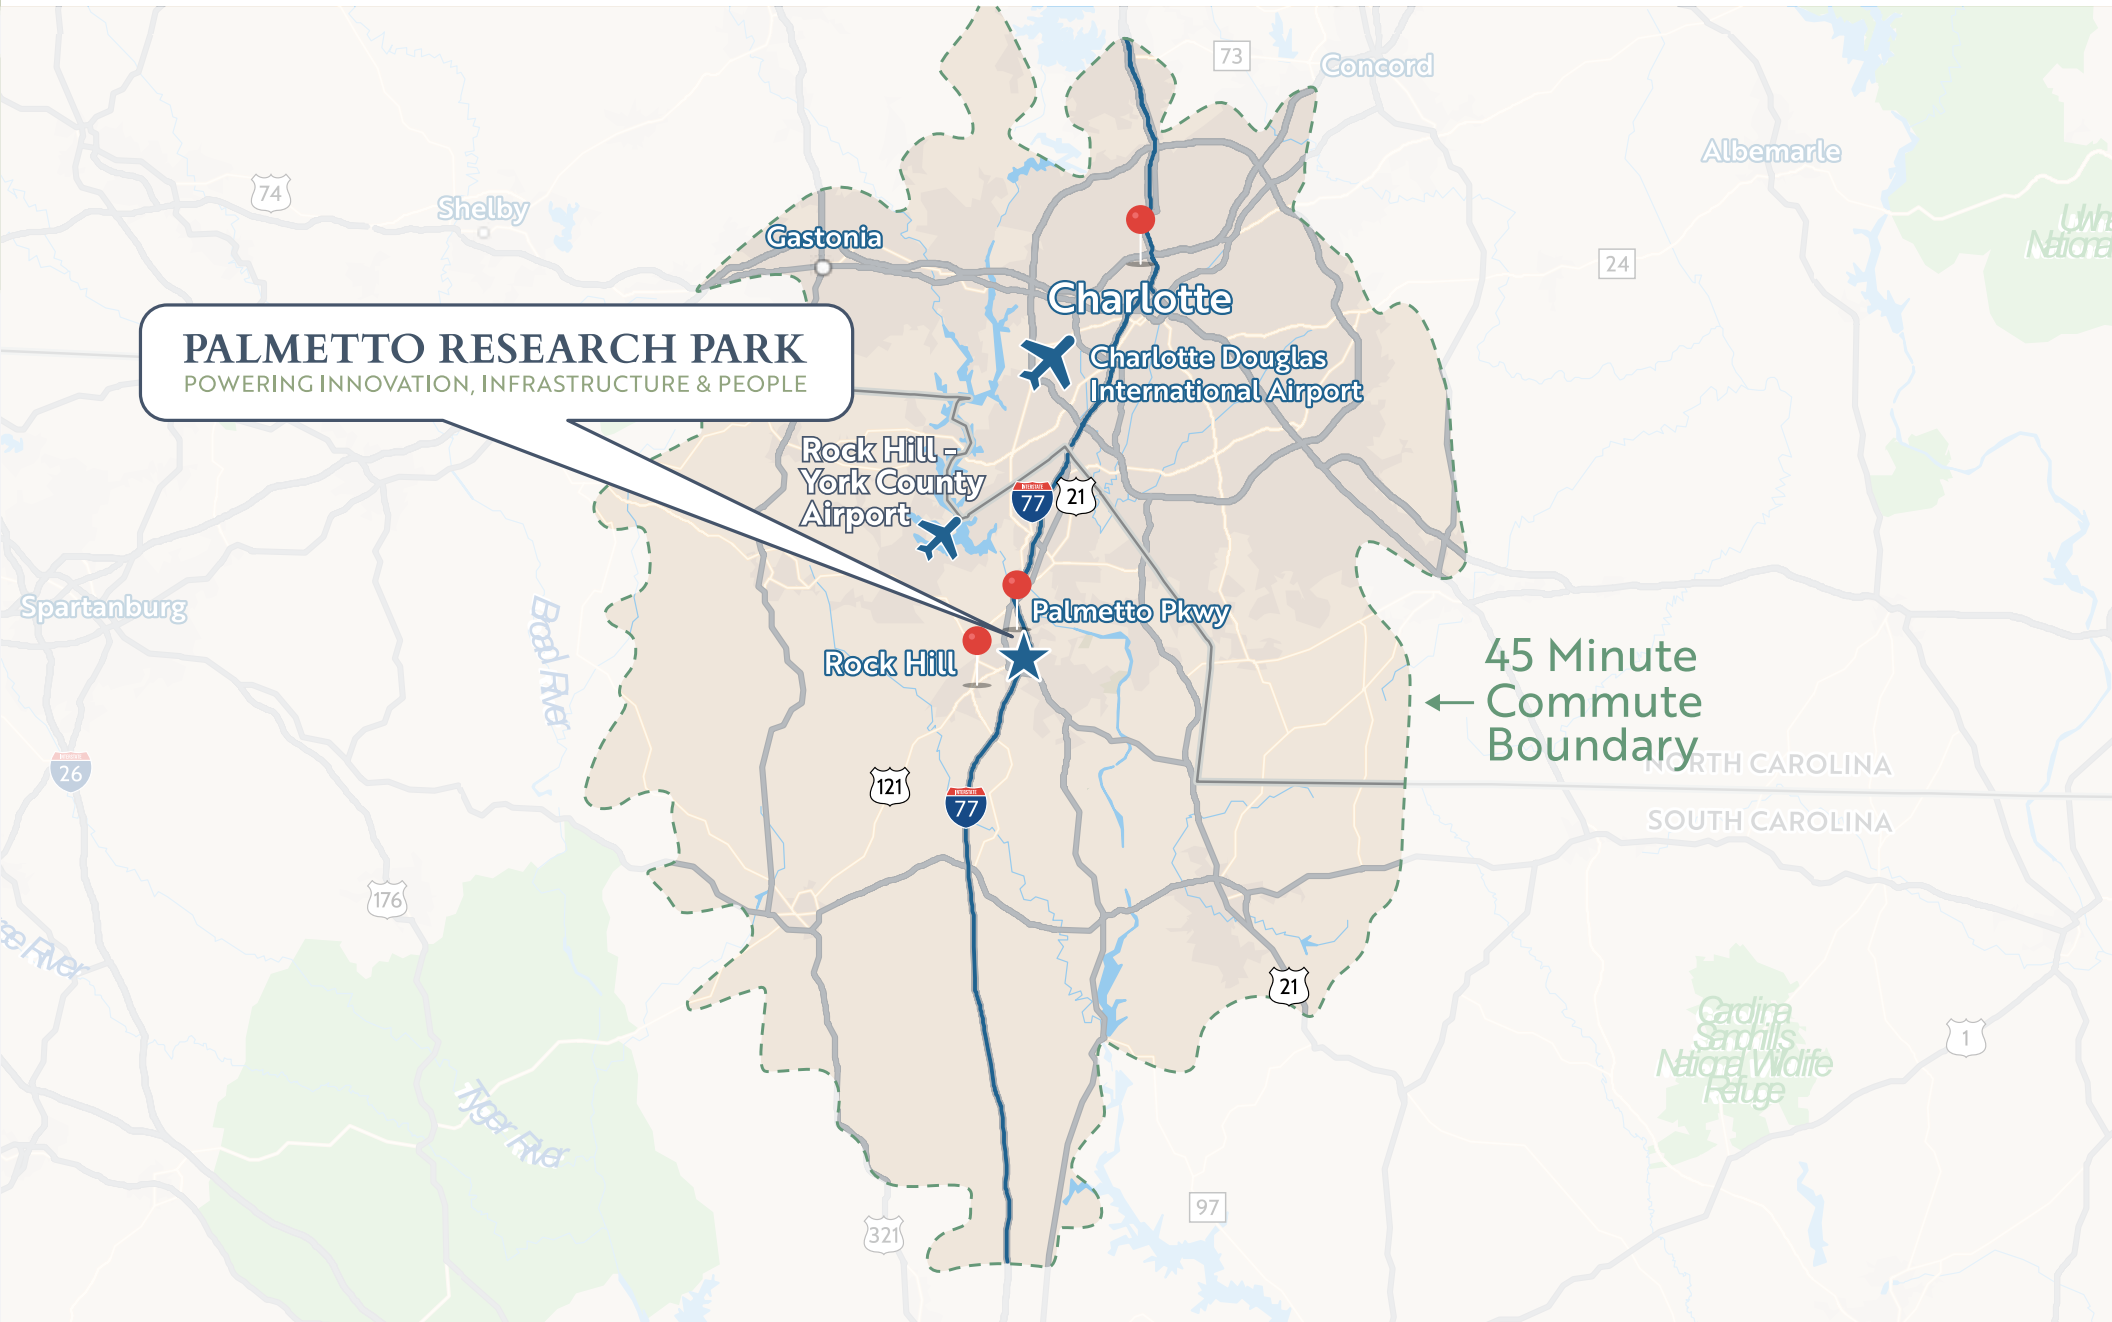 73
Concord
Albemarle
74
Shelby
Gastonia
24
Charlotte
PALMETTO RESEARCH PARK
POWERING INNOVATION, INFRASTRUCTURE & PEOPLE
Charlotte Douglas
International Airport
Rock Hill -
York County
Airport
INTERSTATE
77
21
Spartanburg
Palmetto Pkwy
Rock Hill
45 Minute
Commute
Boundary
NORTH CAROLINA
SOUTH CAROLINA
26
121
INTERSTATE
77
176
21
Carolina
Sandhills
National Wildlife
Refuge
1
Tyger River
97
321